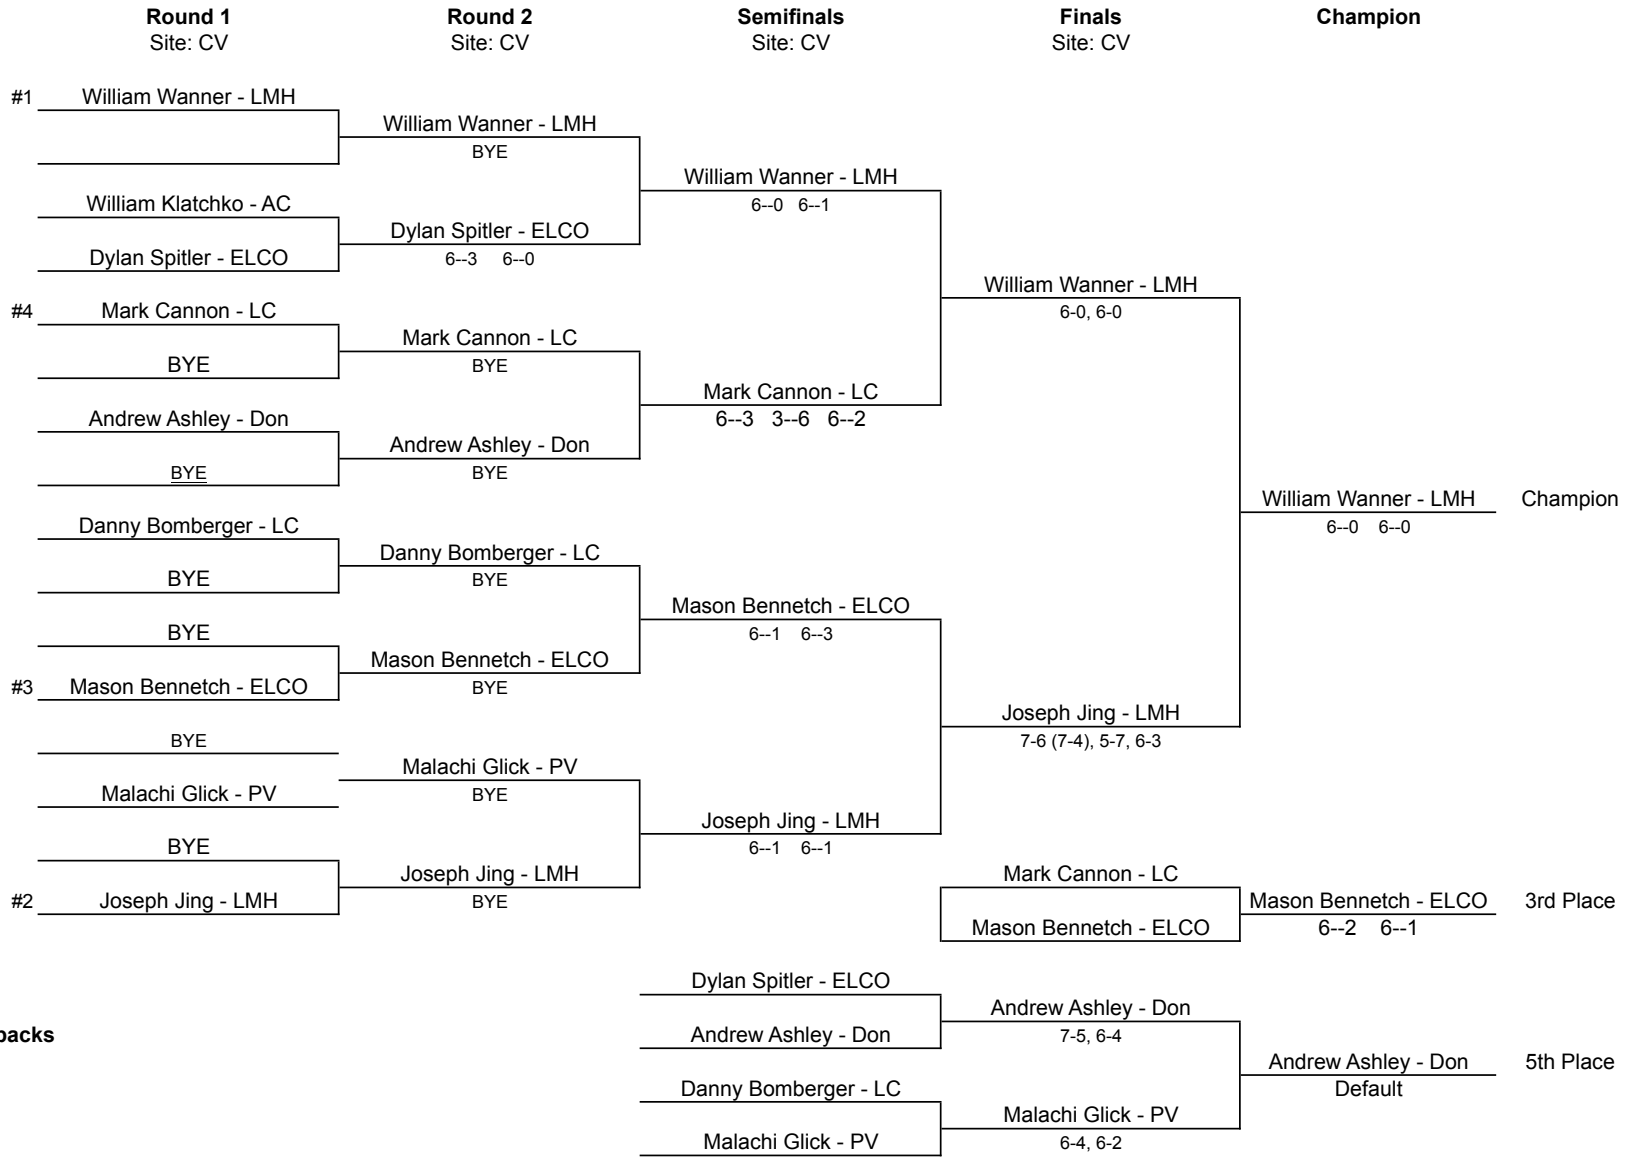 Round 1 Round 2 Semifinals Finals Champion
Site: CV Site: CV Site: CV Site: CV
#1 William Wanner - LMH
William Wanner - LMH
BYE
William Wanner - LMH
6--0 6--1
William Klatchko - AC
Dylan Spitler - ELCO
6--3 6--0
Dylan Spitler - ELCO
William Wanner - LMH
6-0, 6-0
#4 Mark Cannon - LC
Mark Cannon - LC
BYE
BYE
Mark Cannon - LC
6--3 3--6 6--2
Andrew Ashley - Don
Andrew Ashley - Don
BYE
BYE
William Wanner - LMH Champion
6--0 6--0
Danny Bomberger - LC
Danny Bomberger - LC
BYE
BYE
Mason Bennetch - ELCO
6--1 6--3
BYE
Mason Bennetch - ELCO
BYE
#3 Mason Bennetch - ELCO
Joseph Jing - LMH
7-6 (7-4), 5-7, 6-3
BYE
Malachi Glick - PV
BYE
Malachi Glick - PV
Joseph Jing - LMH
6--1 6--1
BYE
Joseph Jing - LMH
BYE
#2 Joseph Jing - LMH
Mark Cannon - LC
Mason Bennetch - ELCO 3rd Place
6--2 6--1
Mason Bennetch - ELCO
Dylan Spitler - ELCO
Andrew Ashley - Don
7-5, 6-4
packs
Andrew Ashley - Don
Andrew Ashley - Don 5th Place
Default
Danny Bomberger - LC
Malachi Glick - PV
6-4, 6-2
Malachi Glick - PV